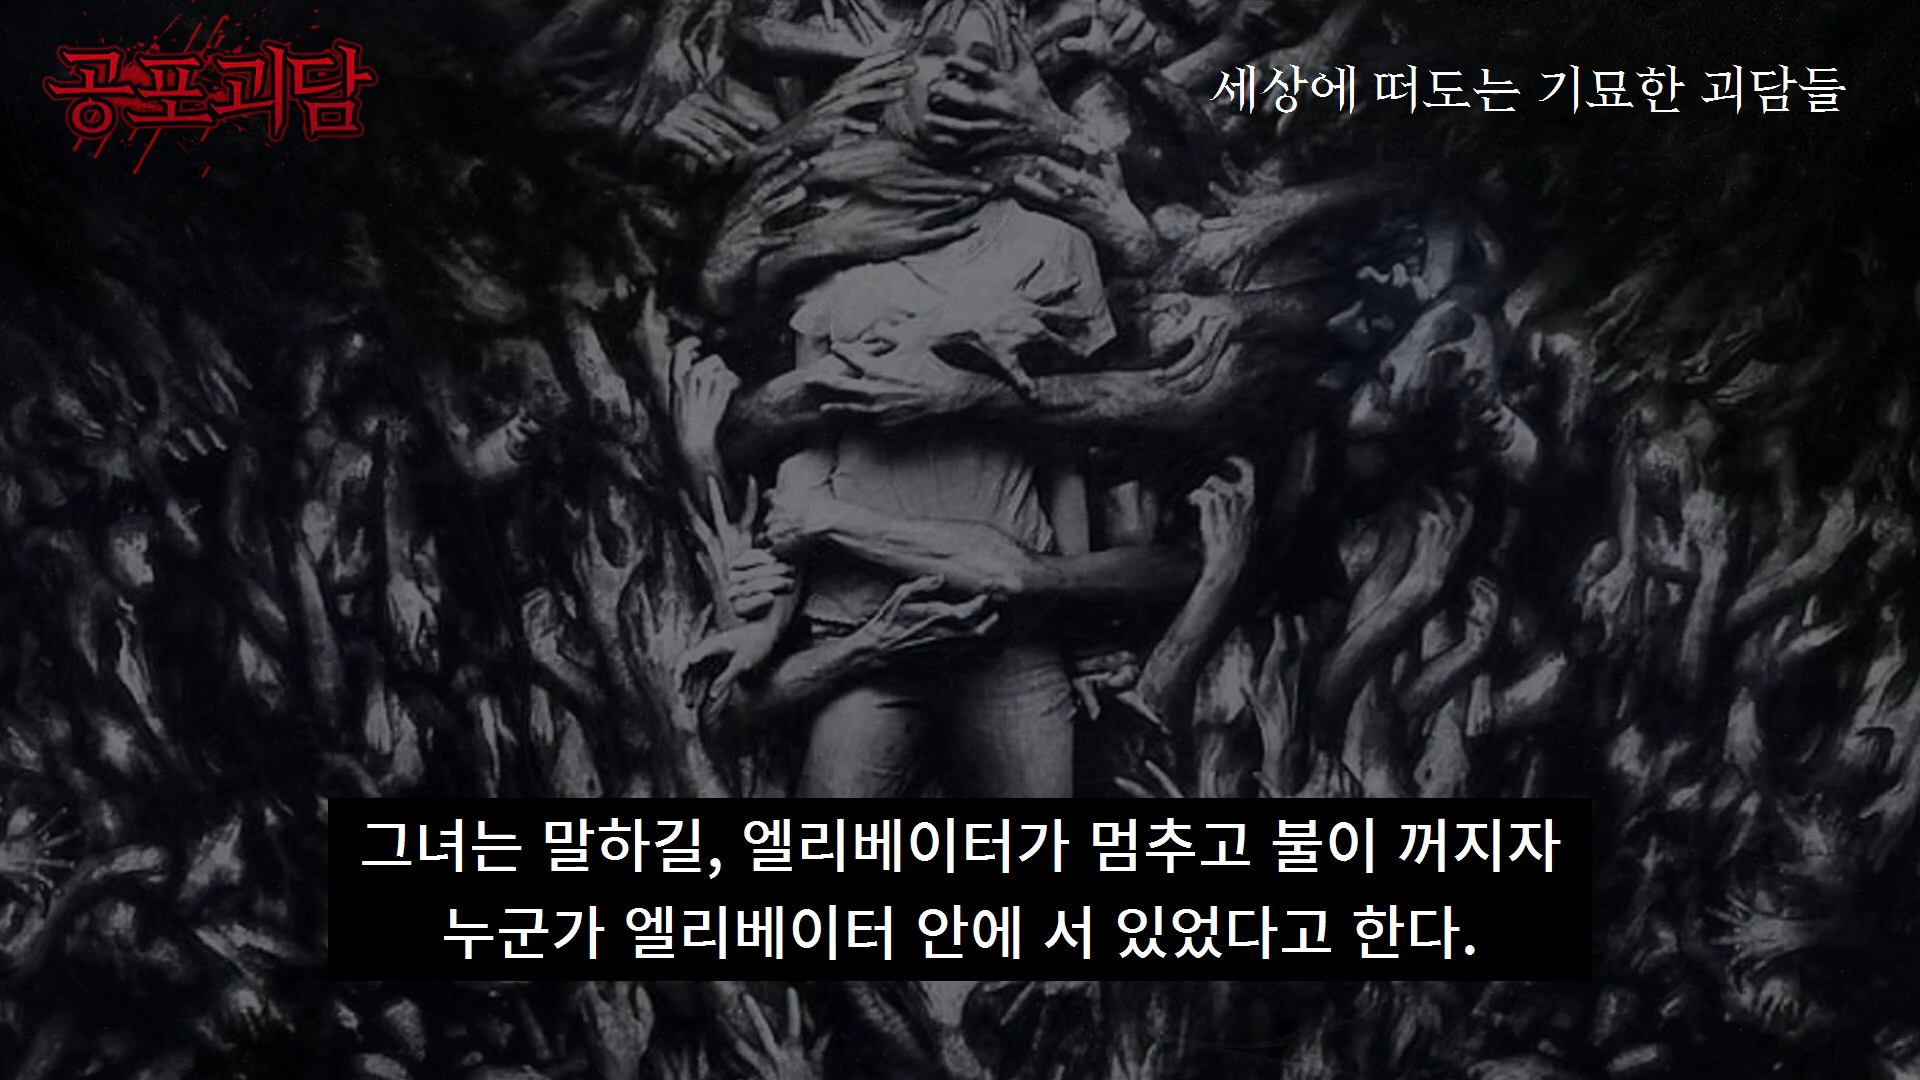 공포괴담
세상에 떠도는 기묘한 괴담들
그녀는 말하길, 엘리베이터가 멈추고 불이 꺼지자
누군가 엘리베이터 안에 서 있었다고 한다.